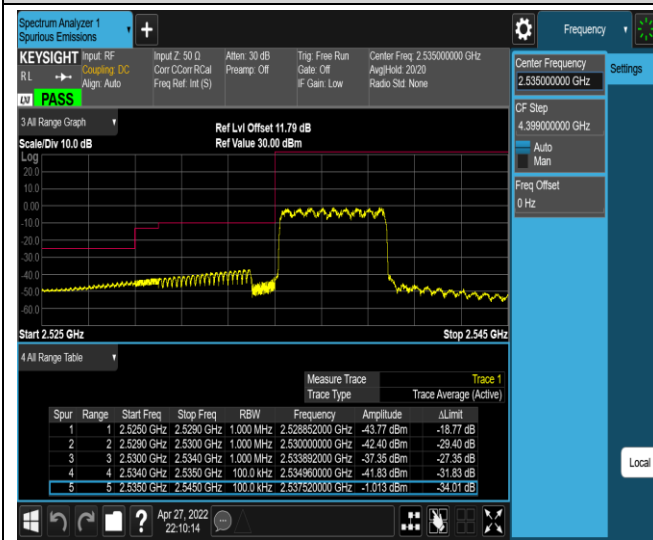 Spectrum Analyzer 1
Spurious Emissions
+
Frequency
KEYSIGHT
R L
LXI
PASS
Input: RF
Coupling: DC
Align: Auto
Input Z: 50 Ω
Corr CCorr RCal
Freq Ref: Int (S)
Atten: 30 dB
Preamp: Off
Trig: Free Run
Gate: Off
IF Gain: Low
Center Freq: 2.535000000 GHz
Avg|Hold: 20/20
Radio Std: None
Center Frequency
2.535000000 GHz
Settings
CF Step
4.399000000 GHz
Auto
Man
Freq Offset
0 Hz
3 All Range Graph
Scale/Div 10.0 dB
Ref Lvl Offset 11.79 dB
Ref Value 30.00 dBm
Log
20.0
10.0
0.00
-10.0
-20.0
-30.0
-40.0
-50.0
-60.0
Start 2.525 GHz
Stop 2.545 GHz
4 All Range Table
Measure Trace Trace 1
Trace Type Trace Average (Active)
Spur Range Start Freq Stop Freq RBW Frequency Amplitude ΔLimit
1 1 2.5250 GHz 2.5290 GHz 1.000 MHz 2.528852000 GHz -43.77 dBm -18.77 dB
2 2 2.5290 GHz 2.5300 GHz 1.000 MHz 2.530000000 GHz -42.40 dBm -29.40 dB
3 3 2.5300 GHz 2.5340 GHz 1.000 MHz 2.533892000 GHz -37.35 dBm -27.35 dB
4 4 2.5340 GHz 2.5350 GHz 100.0 kHz 2.534960000 GHz -41.83 dBm -31.83 dB
5 5 2.5350 GHz 2.5450 GHz 100.0 kHz 2.537520000 GHz -1.013 dBm -34.01 dB
Local
?
Apr 27, 2022
22:10:14